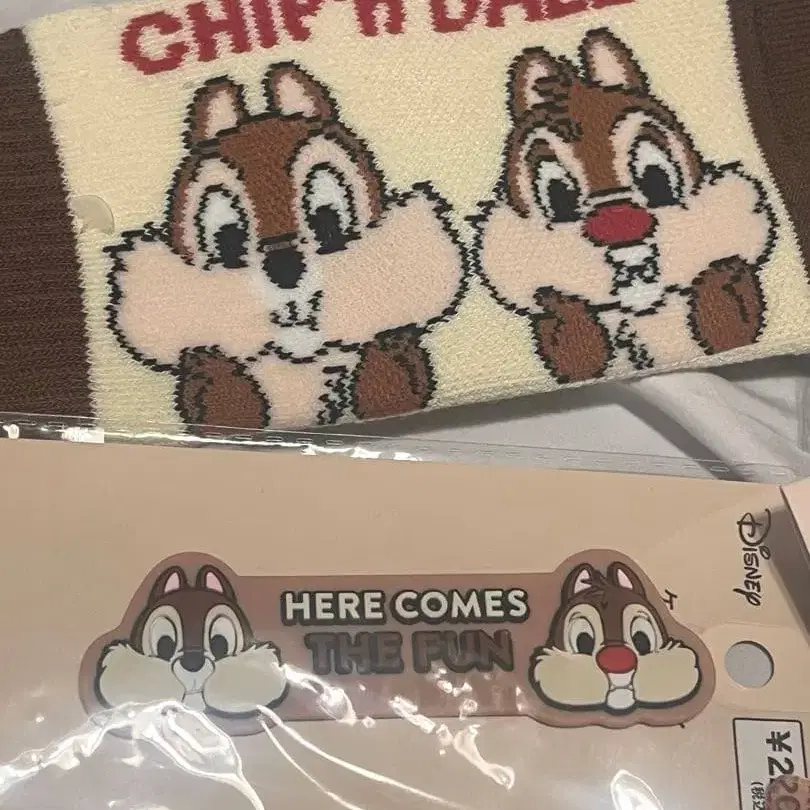 CHIP 'N DALE
HERE COMES
THE FUN
Disney
¥2